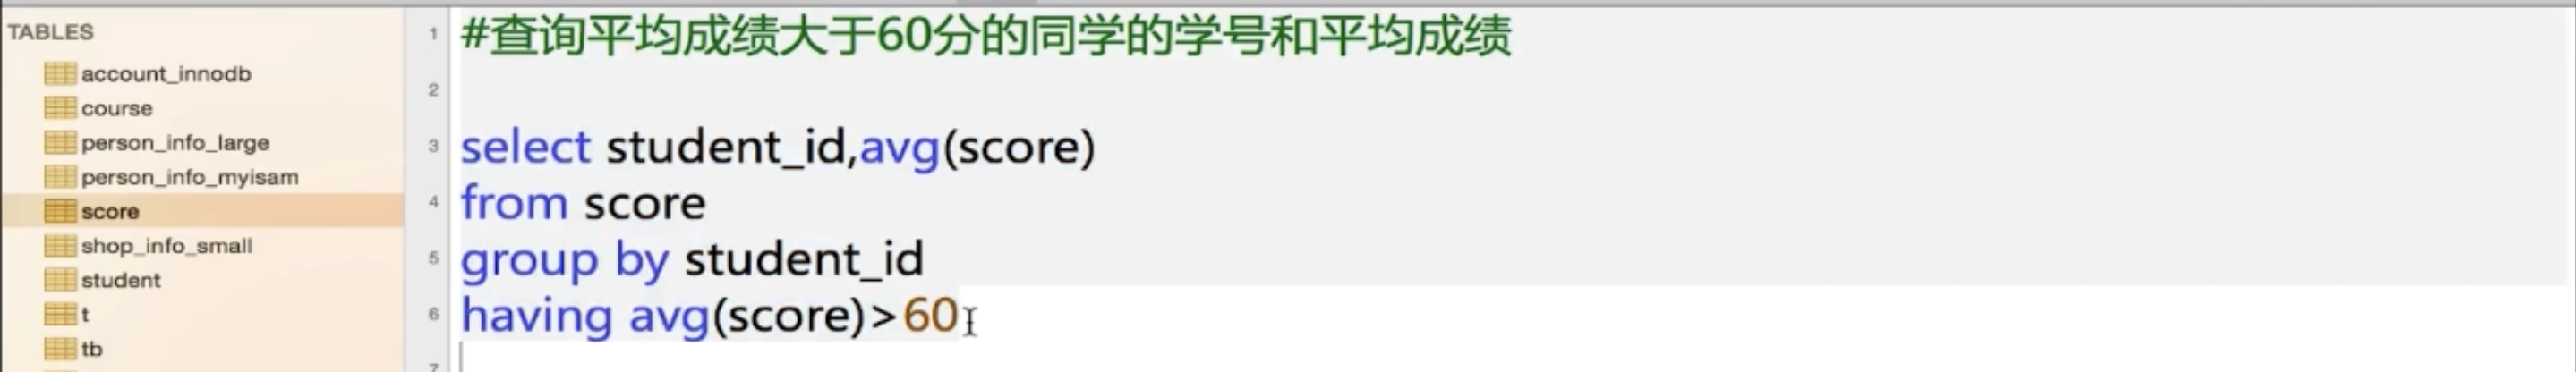 TABLES
account_innodb
course
person_info_large
person_info_myisam
score
shop_info_small
student
t
tb
1 #查询平均成绩大于60分的同学的学号和平均成绩
2
3 select student_id,avg(score)
4 from score
5 group by student_id
6 having avg(score)>60
7